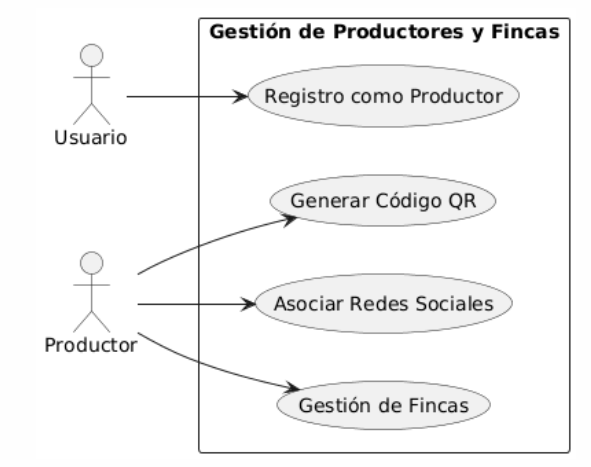 Gestión de Productores y Fincas
Registro como Productor
Usuario
Generar Código QR
Asociar Redes Sociales
Productor
Gestión de Fincas